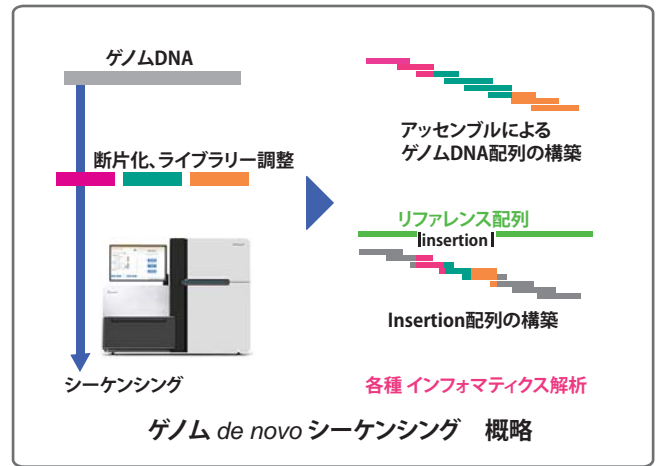 ゲノムDNA
断片化、ライブラリー調整
シーケンシング
アッセンブルによる
ゲノムDNA配列の構築
リファレンス配列
insertion
Insertion配列の構築
各種 インフォマティクス解析
ゲノム de novo シーケンシング 概略